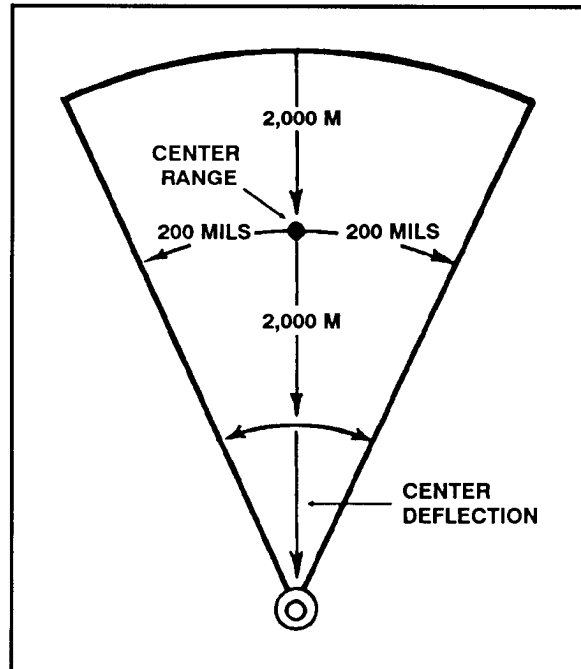 2,000 M
CENTER
RANGE
200 MILS
200 MILS
2,000 M
CENTER
DEFLECTION